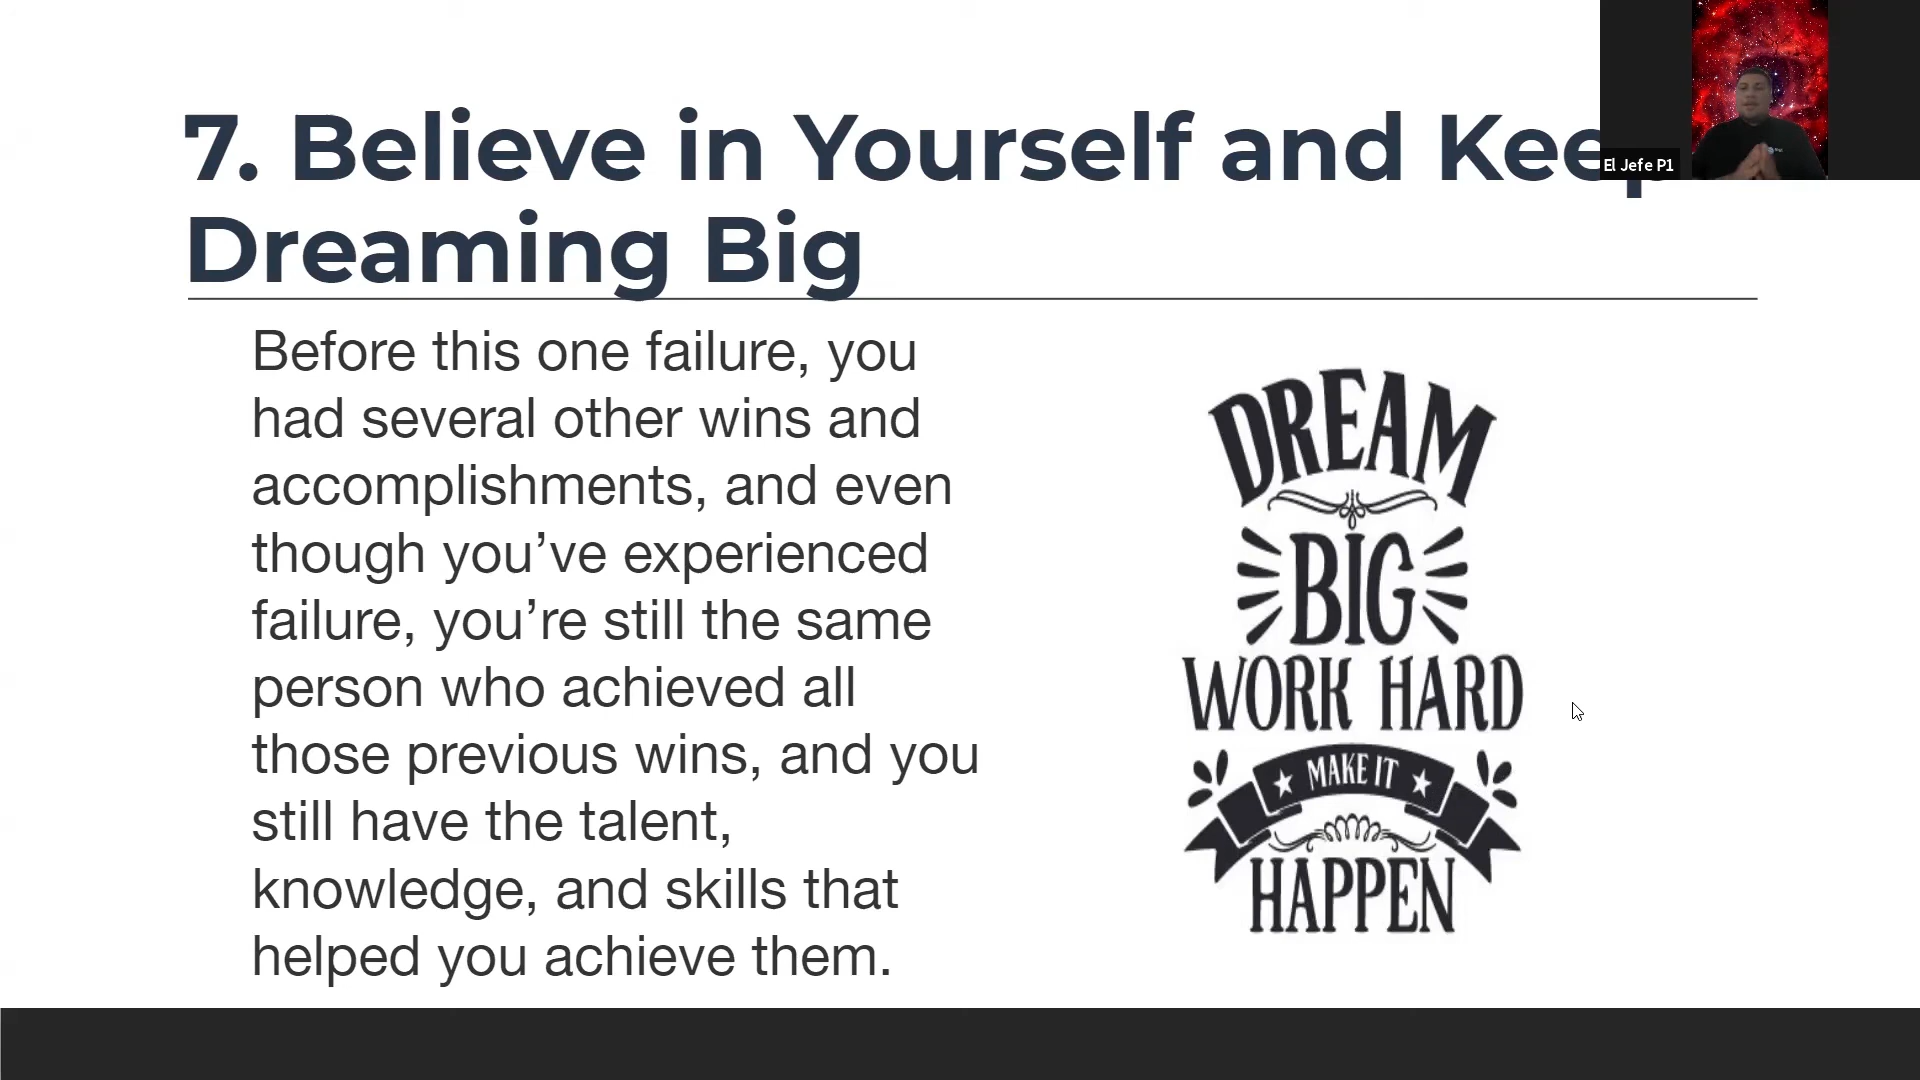 7. Believe in Yourself and Keep
Dreaming Big
El Jefe P1
Before this one failure, you
had several other wins and
accomplishments, and even
though you’ve experienced
failure, you’re still the same
person who achieved all
those previous wins, and you
still have the talent,
knowledge, and skills that
helped you achieve them.
DREAM
BIG
WORK HARD
MAKE IT
HAPPEN